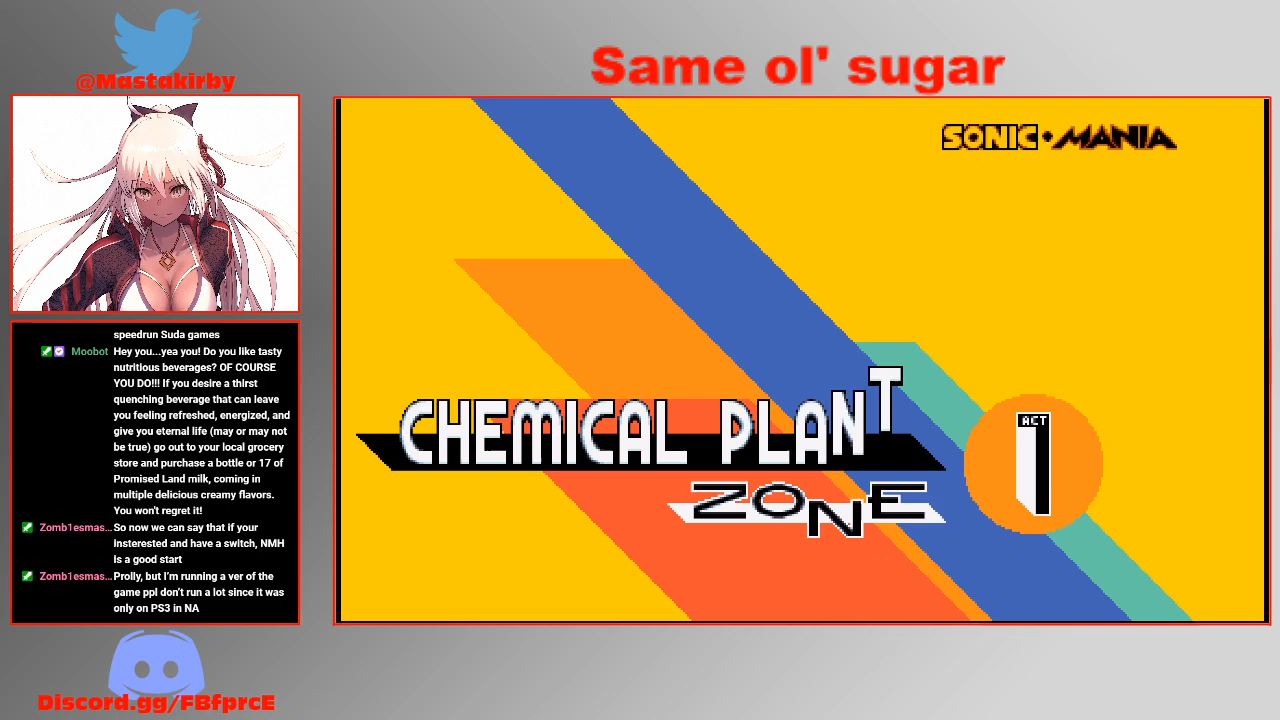 @Mastakirby
Same ol' sugar
SONIC MANIA
speedrun Suda games
Moobot Hey you...yea you! Do you like tasty
nutritious beverages? OF COURSE
YOU DO!!! If you desire a thirst
quenching beverage that can leave
you feeling refreshed, energized, and
give you eternal life (may or may not
be true) go out to your local grocery
store and purchase a bottle or 17 of
Promised Land milk, coming in
multiple delicious creamy flavors.
You won't regret it!
Zomb1esmas... So now we can say that if your
insterested and have a switch, NMH
is a good start
Zomb1esmas... Prolly, but I'm running a ver of the
game ppl don't run a lot since it was
only on PS3 in NA
CHEMICAL PLANT
ZONE
ACT
1
Discord.gg/FBfprcE